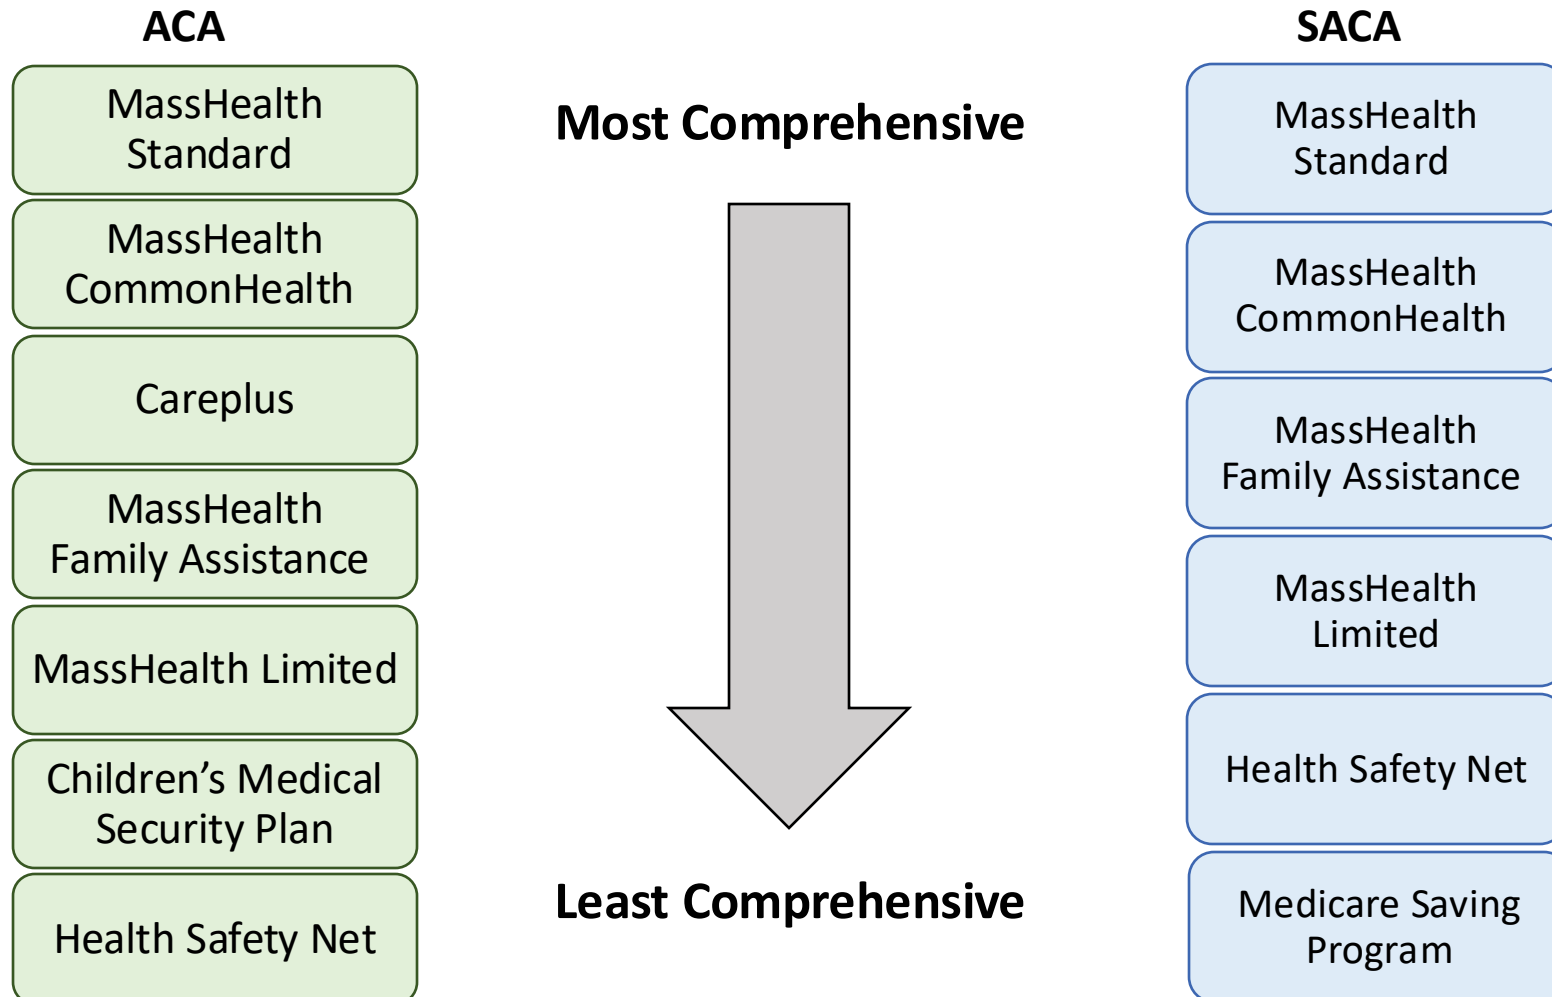 ACA
MassHealth
Standard
MassHealth
CommonHealth
Careplus
MassHealth
Family Assistance
MassHealth Limited
Children’s Medical
Security Plan
Health Safety Net
Most Comprehensive
Least Comprehensive
SACA
MassHealth
Standard
MassHealth
CommonHealth
MassHealth
Family Assistance
MassHealth
Limited
Health Safety Net
Medicare Saving
Program